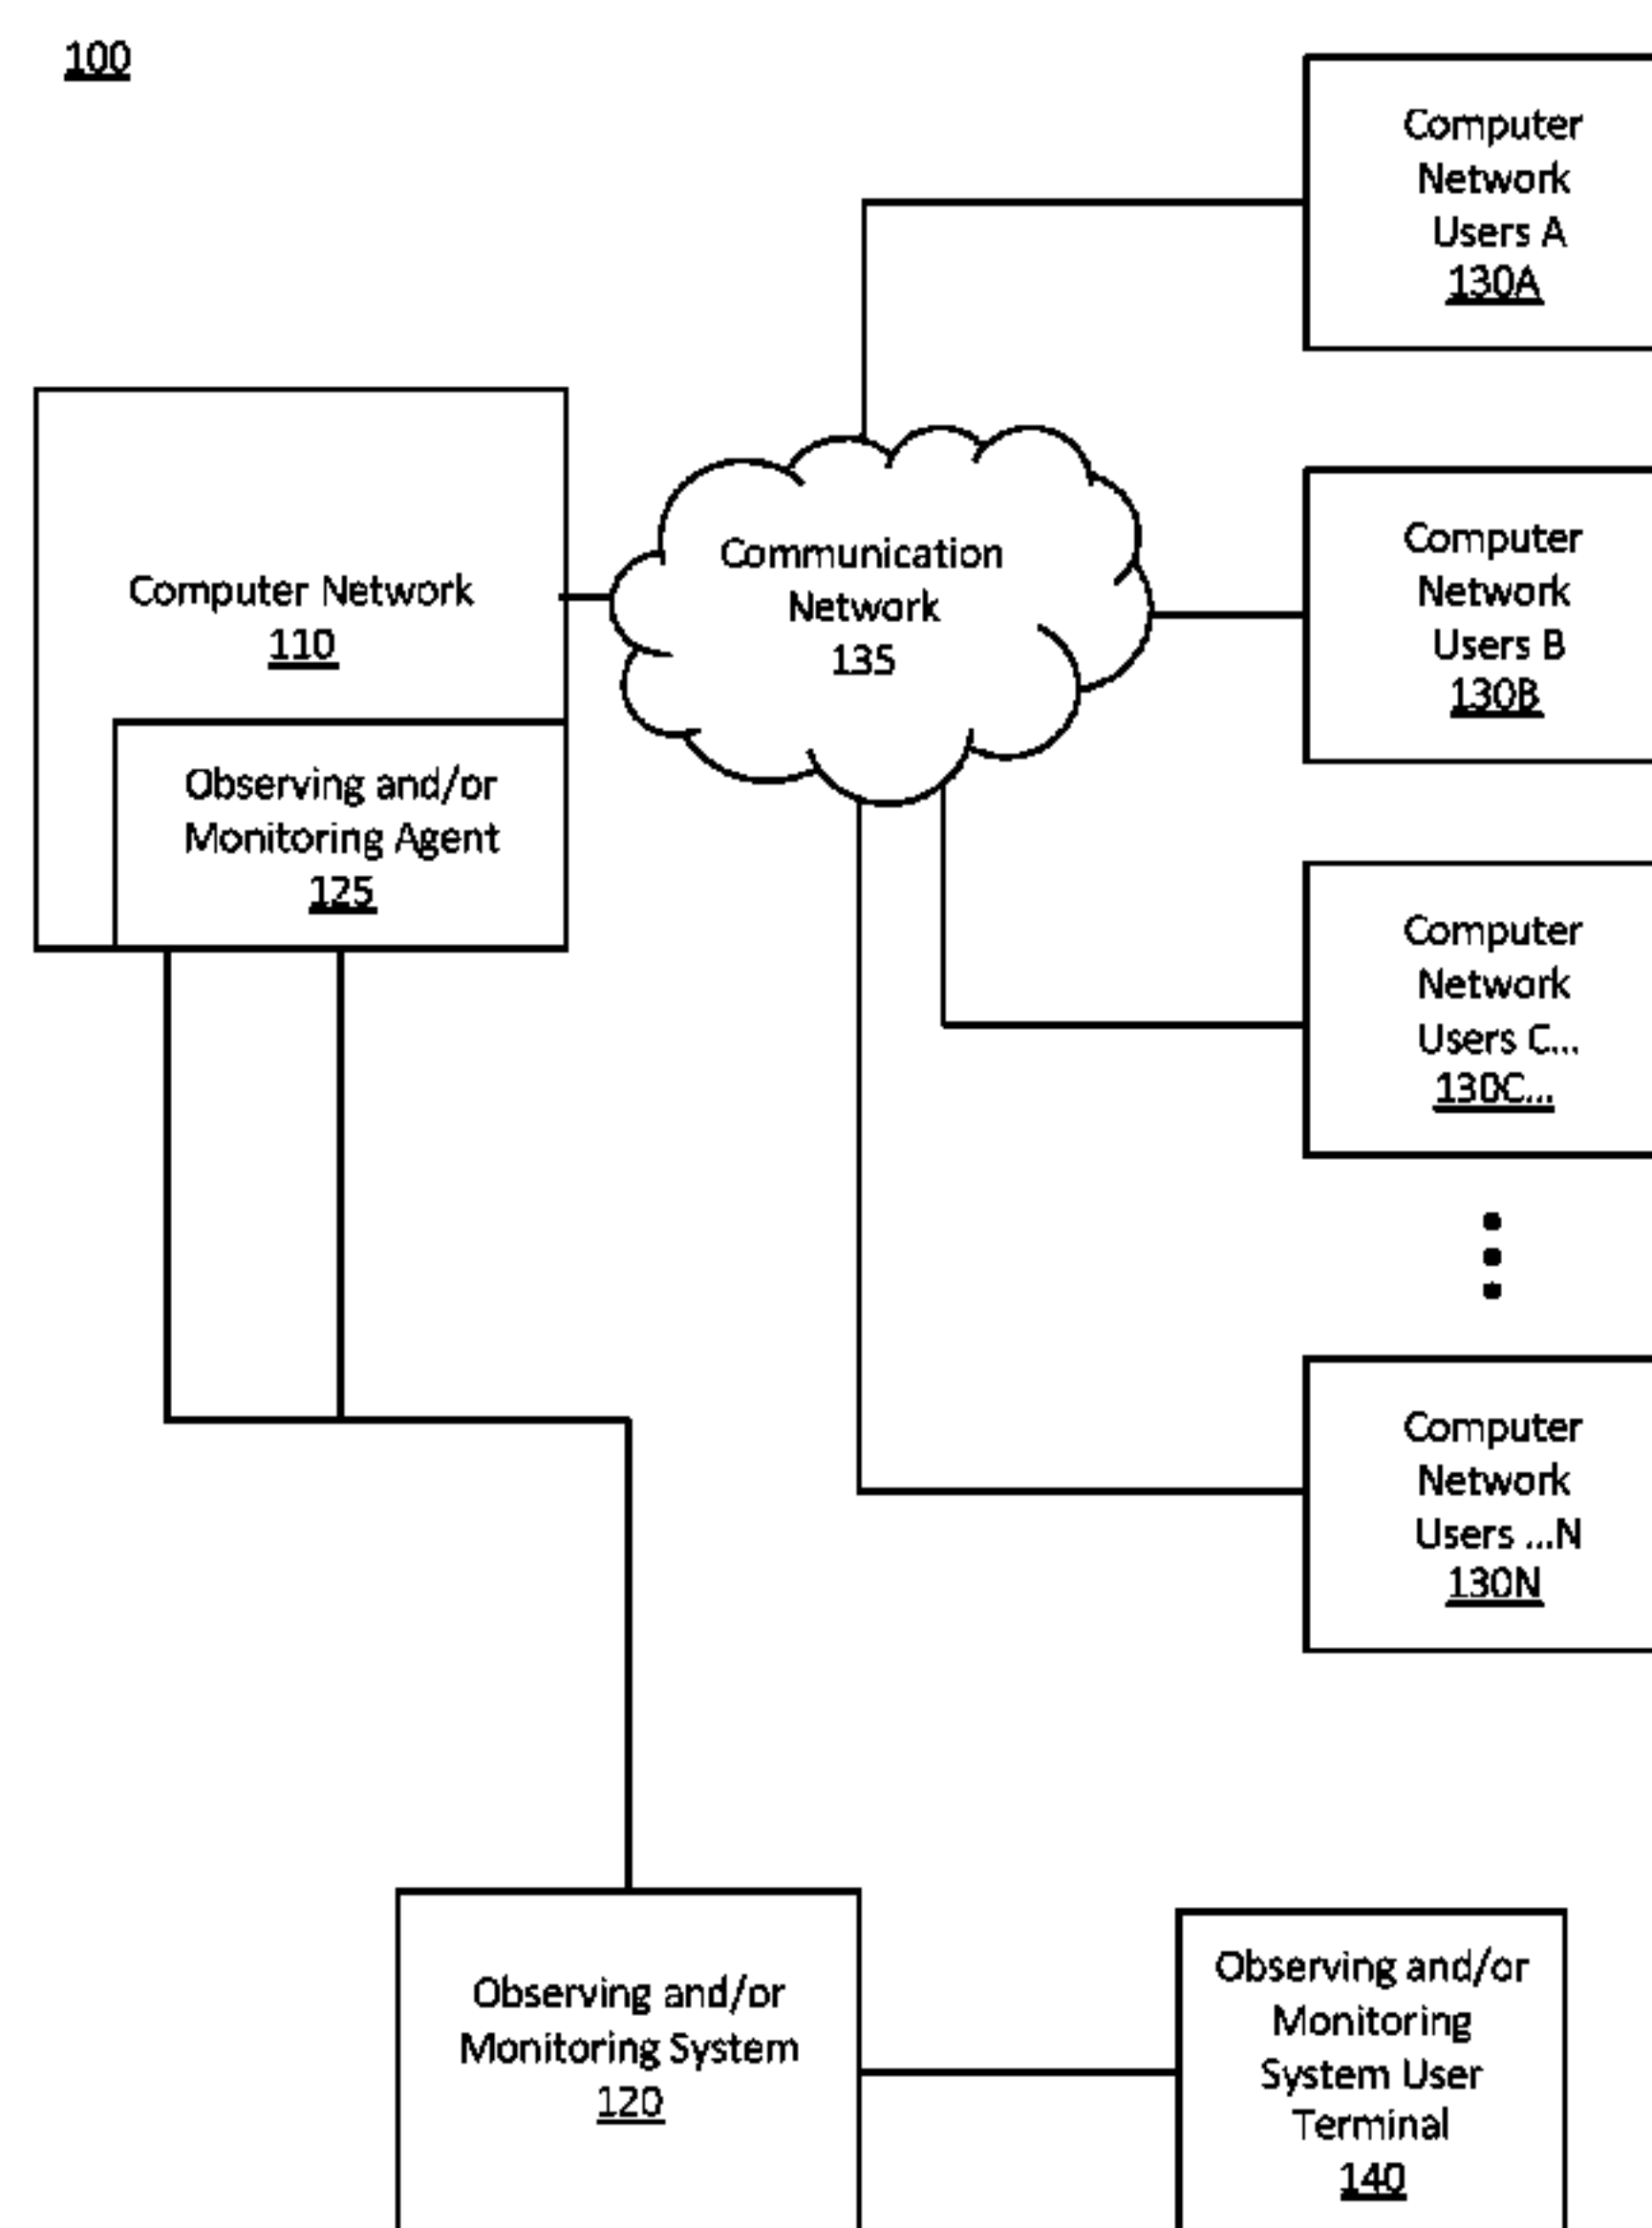 100
Computer
Network
Users A
130A
Computer Network
110
Communication
Network
135
Computer
Network
Users B
130B
Observing and/or
Monitoring Agent
125
Computer
Network
Users C...
130C...
Computer
Network
Users ...N
130N
Observing and/or
Monitoring System
120
Observing and/or
Monitoring
System User
Terminal
140